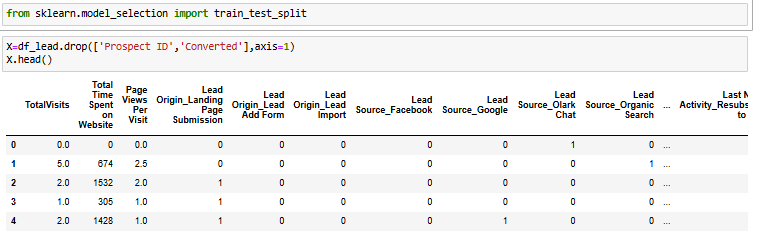 from sklearn.model_selection import train_test_split
X=df_lead.drop(['Prospect ID','Converted'],axis=1)
X.head()
TotalVisits Total Time Spent on Website Page Views Per Visit Lead Origin_Landing Page Submission Lead Origin_Lead Add Form Lead Origin_Lead Import Lead Source_Facebook Lead Source_Google Lead Source_Olark Chat Lead Source_Organic Search ... Last Activity_Resubs to
0 0.0 0 0.0 0 0 0 0 0 1 0 ...
1 5.0 674 2.5 0 0 0 0 0 0 1 ...
2 2.0 1532 2.0 1 0 0 0 0 0 0 ...
3 1.0 305 1.0 1 0 0 0 0 0 0 ...
4 2.0 1428 1.0 1 0 0 0 1 0 0 ...